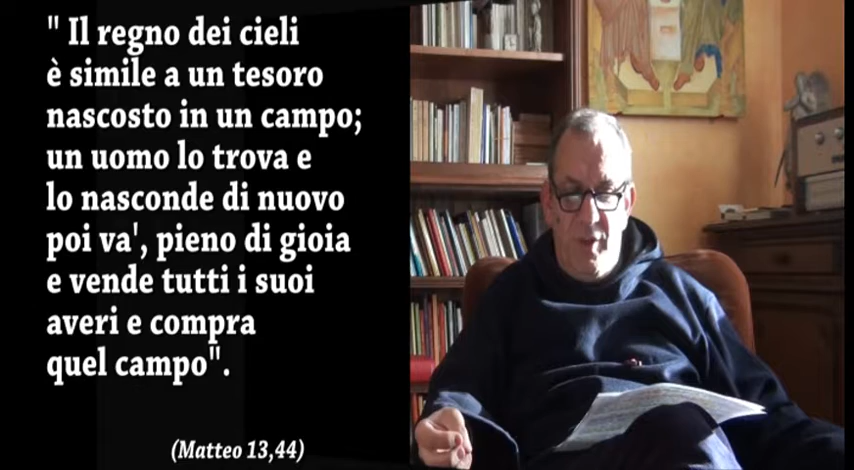 " Il regno dei cieli
è simile a un tesoro
nascosto in un campo;
un uomo lo trova e
lo nasconde di nuovo
poi va', pieno di gioia
e vende tutti i suoi
averi e compra
quel campo".
(Matteo 13,44)